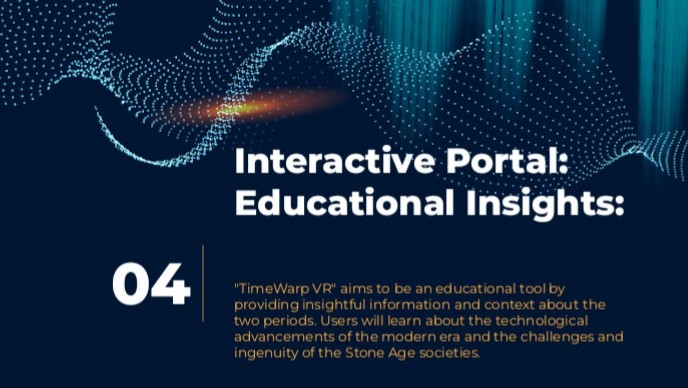 Interactive Portal:
Educational Insights:
04
"TimeWarp VR" aims to be an educational tool by
providing insightful information and context about the
two periods. Users will learn about the technological
advancements of the modern era and the challenges and
ingenuity of the Stone Age societies.